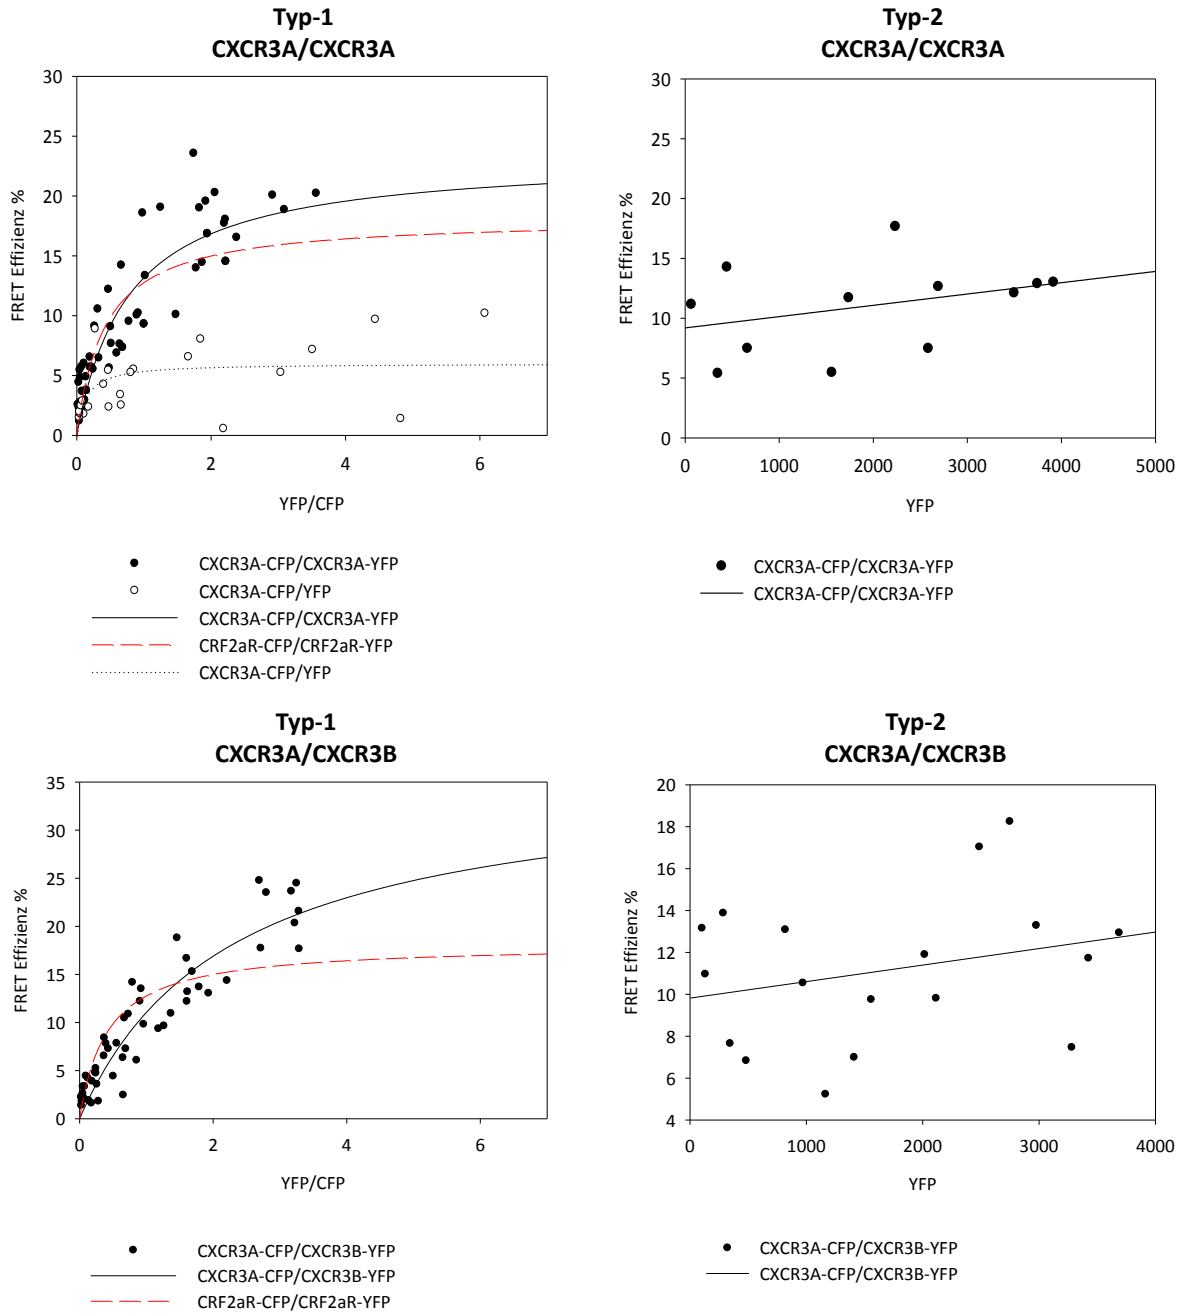 Typ-1
CXCR3A/CXCR3A
30
25
20
15
10
5
0
FRET Effizienz %
0 2 4 6
YFP/CFP
CXCR3A-CFP/CXCR3A-YFP
CXCR3A-CFP/YFP
CXCR3A-CFP/CXCR3A-YFP
CRF2aR-CFP/CRF2aR-YFP
CXCR3A-CFP/YFP
Typ-2
CXCR3A/CXCR3A
30
25
20
15
10
5
0
FRET Effizienz %
0 1000 2000 3000 4000 5000
YFP
CXCR3A-CFP/CXCR3A-YFP
CXCR3A-CFP/CXCR3A-YFP
Typ-1
CXCR3A/CXCR3B
35
30
25
20
15
10
5
0
FRET Effizienz %
0 2 4 6
YFP/CFP
CXCR3A-CFP/CXCR3B-YFP
CXCR3A-CFP/CXCR3B-YFP
CRF2aR-CFP/CRF2aR-YFP
Typ-2
CXCR3A/CXCR3B
20
18
16
14
12
10
8
6
4
FRET Effizienz %
0 1000 2000 3000 4000
YFP
CXCR3A-CFP/CXCR3B-YFP
CXCR3A-CFP/CXCR3B-YFP